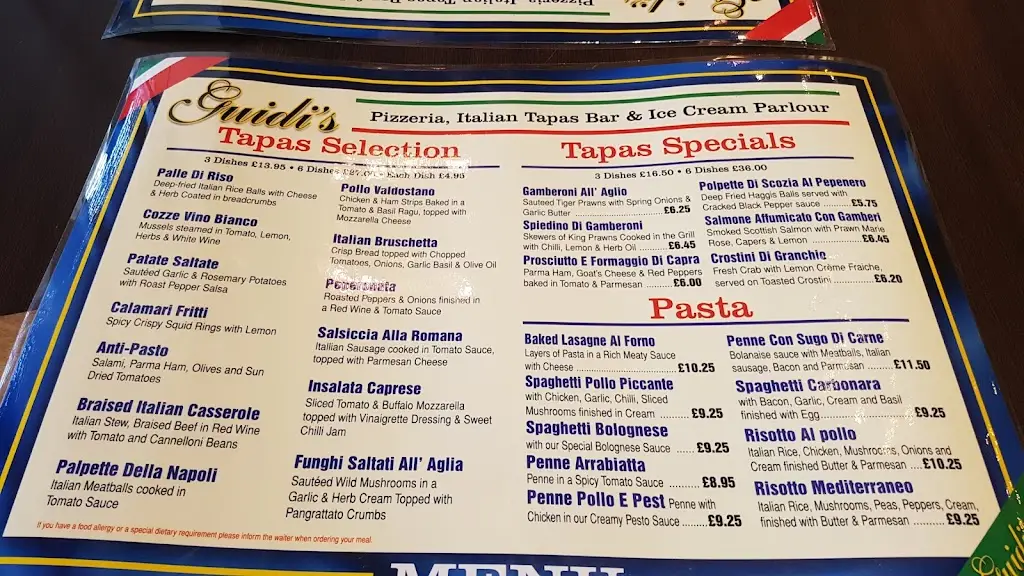 Guidi's
Pizzeria, Italian Tapas Bar & Ice Cream Parlour
Tapas Selection
3 Dishes £13.95 • 6 Dishes £27.00 • Each Dish £4.95
Palle Di Riso
Deep-fried Italian Rice Balls with Cheese
& Herb Coated in breadcrumbs
Cozze Vino Bianco
Mussels steamed in Tomato, Lemon,
Herbs & White Wine
Patate Saltate
Sautéed Garlic & Rosemary Potatoes
with Roast Pepper Salsa
Calamari Fritti
Spicy Crispy Squid Rings with Lemon
Anti-Pasto
Salami, Parma Ham, Olives and Sun
Dried Tomatoes
Braised Italian Casserole
Italian Stew, Braised Beef in Red Wine
with Tomato and Cannelloni Beans
Palpette Della Napoli
Italian Meatballs cooked in
Tomato Sauce
Pollo Valdostano
Chicken & Ham Strips Baked in a
Tomato & Basil Ragu, topped with
Mozzarella Cheese
Italian Bruschetta
Crisp Bread topped with Chopped
Tomatoes, Onions, Garlic Basil & Olive Oil
Peperonata
Roasted Peppers & Onions finished in
a Red Wine & Tomato Sauce
Salsiccia Alla Romana
Itallian Sausage cooked in Tomato Sauce,
topped with Parmesan Cheese
Insalata Caprese
Sliced Tomato & Buffalo Mozzarella
topped with Vinaigrette Dressing & Sweet
Chilli Jam
Funghi Saltati All' Aglia
Sautéed Wild Mushrooms in a
Garlic & Herb Cream Topped with
Pangrattato Crumbs
If you have a food allergy or a special dietary requirement please inform the waiter when ordering your meal.
Tapas Specials
3 Dishes £16.50 • 6 Dishes £36.00
Gamberoni All' Aglio
Sauteed Tiger Prawns with Spring Onions &
Garlic Butter .......... £6.25
Spiedino Di Gamberoni
Skewers of King Prawns Cooked in the Grill
with Chilli, Lemon & Herb Oil .......... £6.45
Prosciutto E Formaggio Di Capra
Parma Ham, Goat's Cheese & Red Peppers
baked in Tomato & Parmesan .......... £6.00
Polpette Di Scozia Al Pepenero
Deep Fried Haggis Balls served with
Cracked Black Pepper sauce .......... £5.75
Salmone Affumicato Con Gamberi
Smoked Scottish Salmon with Prawn Marie
Rose, Capers & Lemon .......... £6.45
Crostini Di Granchio
Fresh Crab with Lemon Crème Fraiche,
served on Toasted Crostini .......... £6.20
Pasta
Baked Lasagne Al Forno
Layers of Pasta in a Rich Meaty Sauce
with Cheese .......... £10.25
Spaghetti Pollo Piccante
with Chicken, Garlic, Chilli, Sliced
Mushrooms finished in Cream .......... £9.25
Spaghetti Bolognese
with our Special Bolognese Sauce ...... £9.25
Penne Arrabiatta
Penne in a Spicy Tomato Sauce ........ £8.95
Penne Pollo E Pest Penne with
Chicken in our Creamy Pesto Sauce ........ £9.25
Penne Con Sugo Di Carne
Bolanaise sauce with Meatballs, Italian
sausage, Bacon and Parmasan ........ £11.50
Spaghetti Carbonara
with Bacon, Garlic, Cream and Basil
finished with Egg .......... £9.25
Risotto Al pollo
Italian Rice, Chicken, Mushrooms, Onions and
Cream finished Butter & Parmesan .... £10.25
Risotto Mediterraneo
Italian Rice, Mushrooms, Peas, Peppers, Cream,
finished with Butter & Parmesan .......... £9.25
Guidi's
MENU